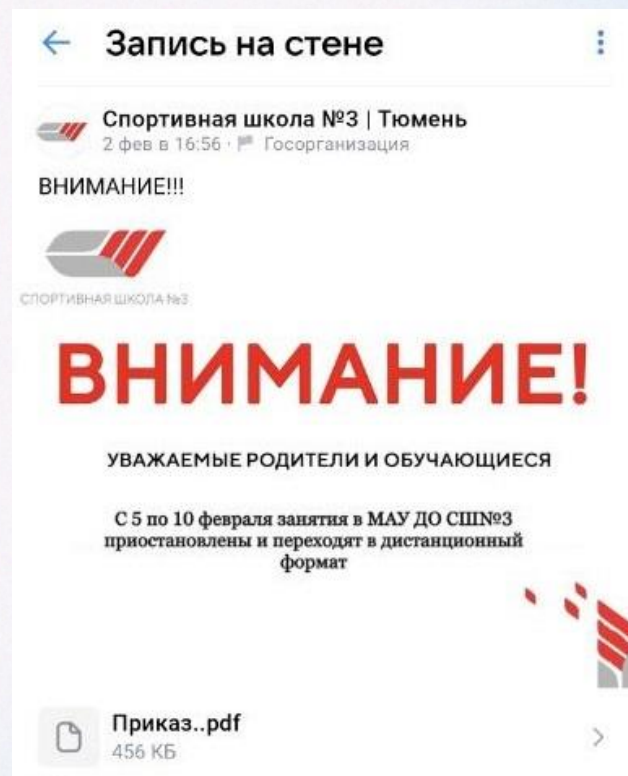 Запись на стене
Спортивная школа №3 | Тюмень
2 фев в 16:56 · Госорганизация
ВНИМАНИЕ!!!
СПОРТИВНАЯ ШКОЛА №3
ВНИМАНИЕ!
УВАЖАЕМЫЕ РОДИТЕЛИ И ОБУЧАЮЩИЕСЯ
С 5 по 10 февраля занятия в МАУ ДО СШ№3
приостановлены и переходят в дистанционный
формат
Приказ..pdf
456 КБ